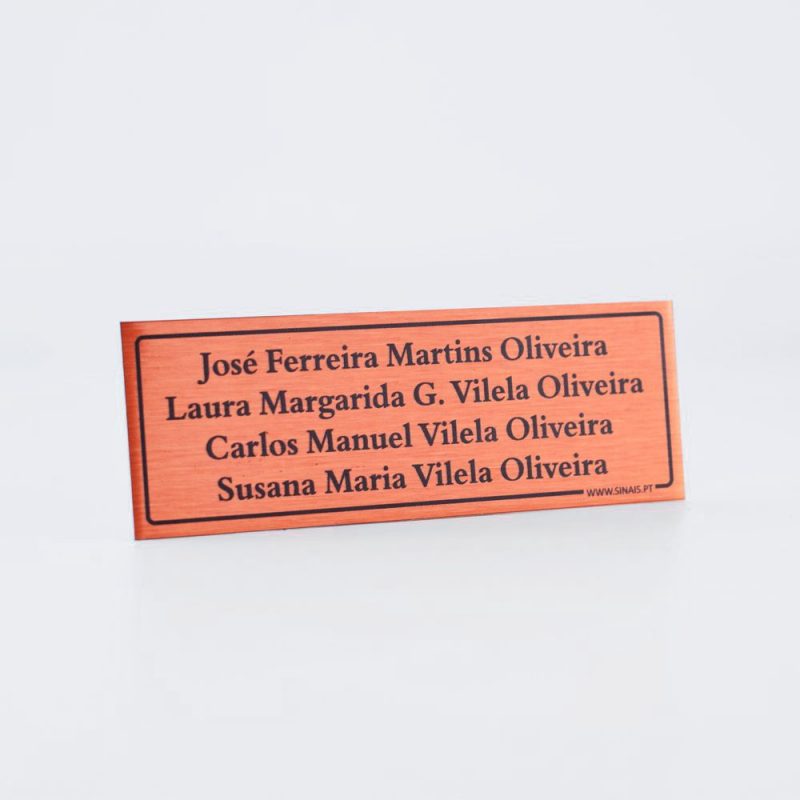 José Ferreira Martins Oliveira
Laura Margarida G. Vilela Oliveira
Carlos Manuel Vilela Oliveira
Susana Maria Vilela Oliveira
WWW.SINAIS.PT